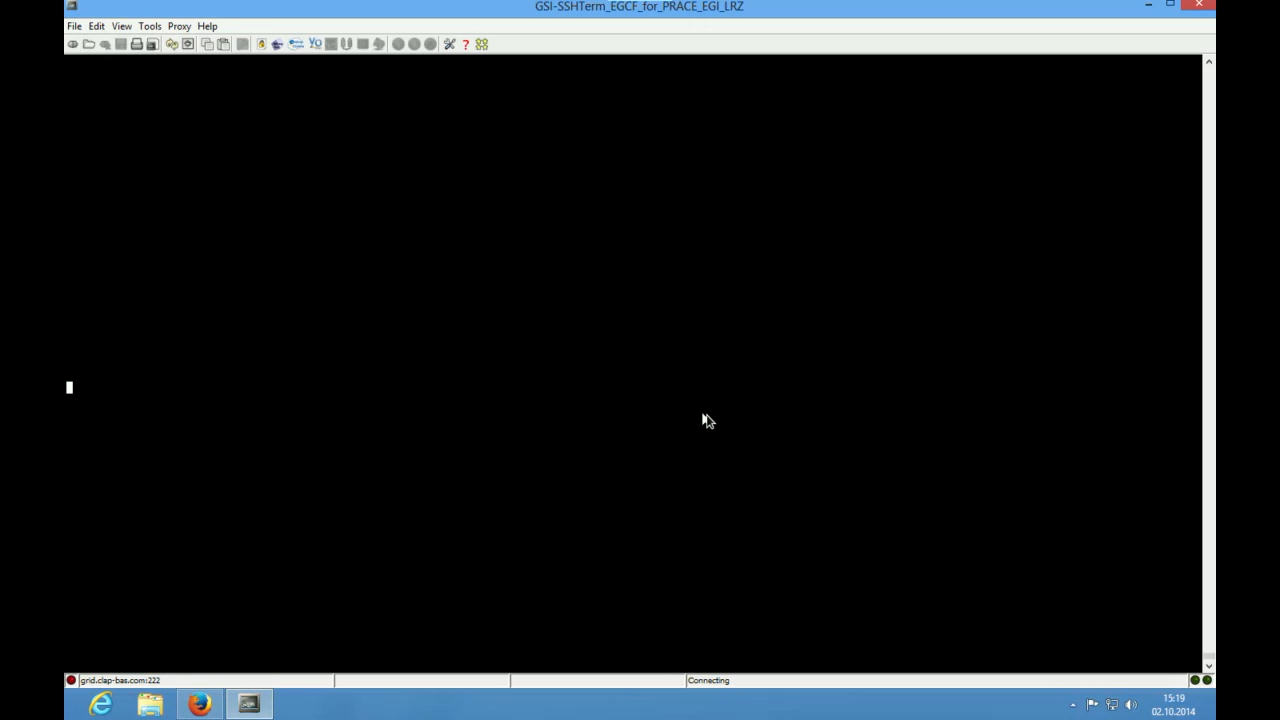 GSI-SSHTerm_EGCF_for_PRACE_EGI_LRZ
File Edit View Tools Proxy Help
grid.clap-bas.com:222 Connecting
15:19
02.10.2014